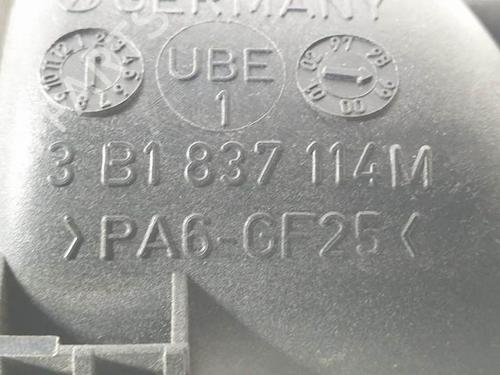 GERMANY
UBE
1
3 B1 837 114M
>PA6-GF25<